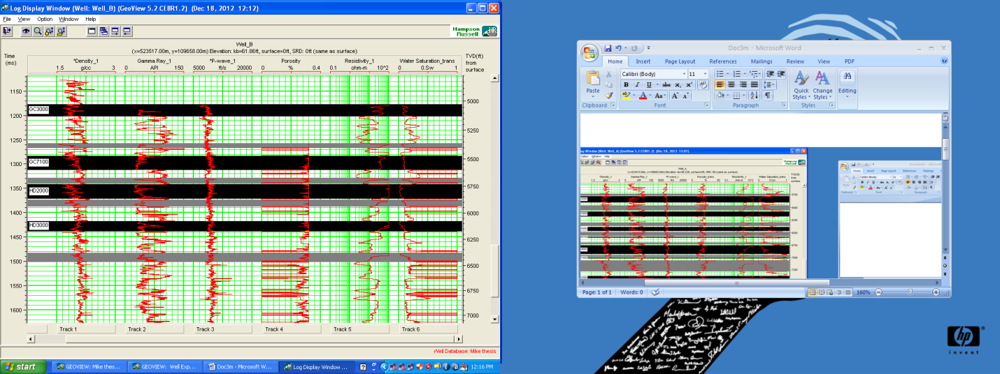 Log Display Window (Well: Well_B) (GeoView 5.2 CE8R1.2) (Dec 18, 2012 12:12)
File View Option Window Help
Hampson
Russell HR
Well_B
(x=523517.00m, y=109658.00m) Elevation: kb=61.86ft, surface=0ft, SRD: 0ft (same as surface)
Time
(ms)
*Density_1
1.5 g/cc 3
Gamma Ray_1
0 API 150
*P-wave_1
5000 ft/s 20000
Porosity
0 % 0.4
Resistivity_1
0.1 ohm-m 10^2
Water Saturation_trans
0 0.Sw 1
TVD(ft)
from
surface
1150
1200
1250
1300
1350
1400
1450
1500
1550
1600
GC3000
GC7100
HD2000
HD3000
5000
5250
5500
5750
6000
6250
6500
6750
7000
Track 1 Track 2 Track 3 Track 4 Track 5 Track 6
Well Database: Mike thesis
start
GEOVIEW: Mike thes...
GEOVIEW: Well Exp...
Doc3m - Microsoft W...
Log Display Window ...
12:16 PM
Doc3m - Microsoft Word
Home Insert Page Layout References Mailings Review View PDF
Paste
Clipboard
Calibri (Body) 11
Font
Paragraph
Quick
Styles
Change
Styles
Styles
Editing
Well_A
Page: 1 of 1 Words: 0 160%
hp
invent